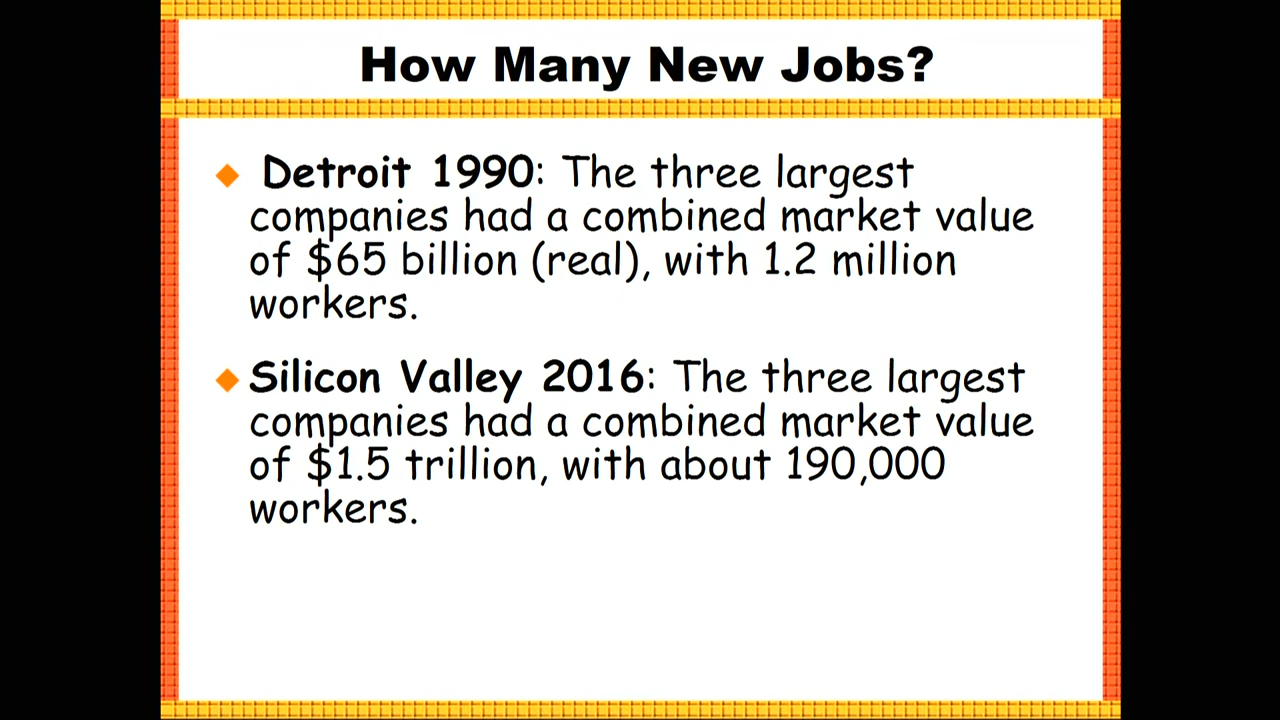 How Many New Jobs?
Detroit 1990: The three largest
companies had a combined market value
of $65 billion (real), with 1.2 million
workers.
Silicon Valley 2016: The three largest
companies had a combined market value
of $1.5 trillion, with about 190,000
workers.